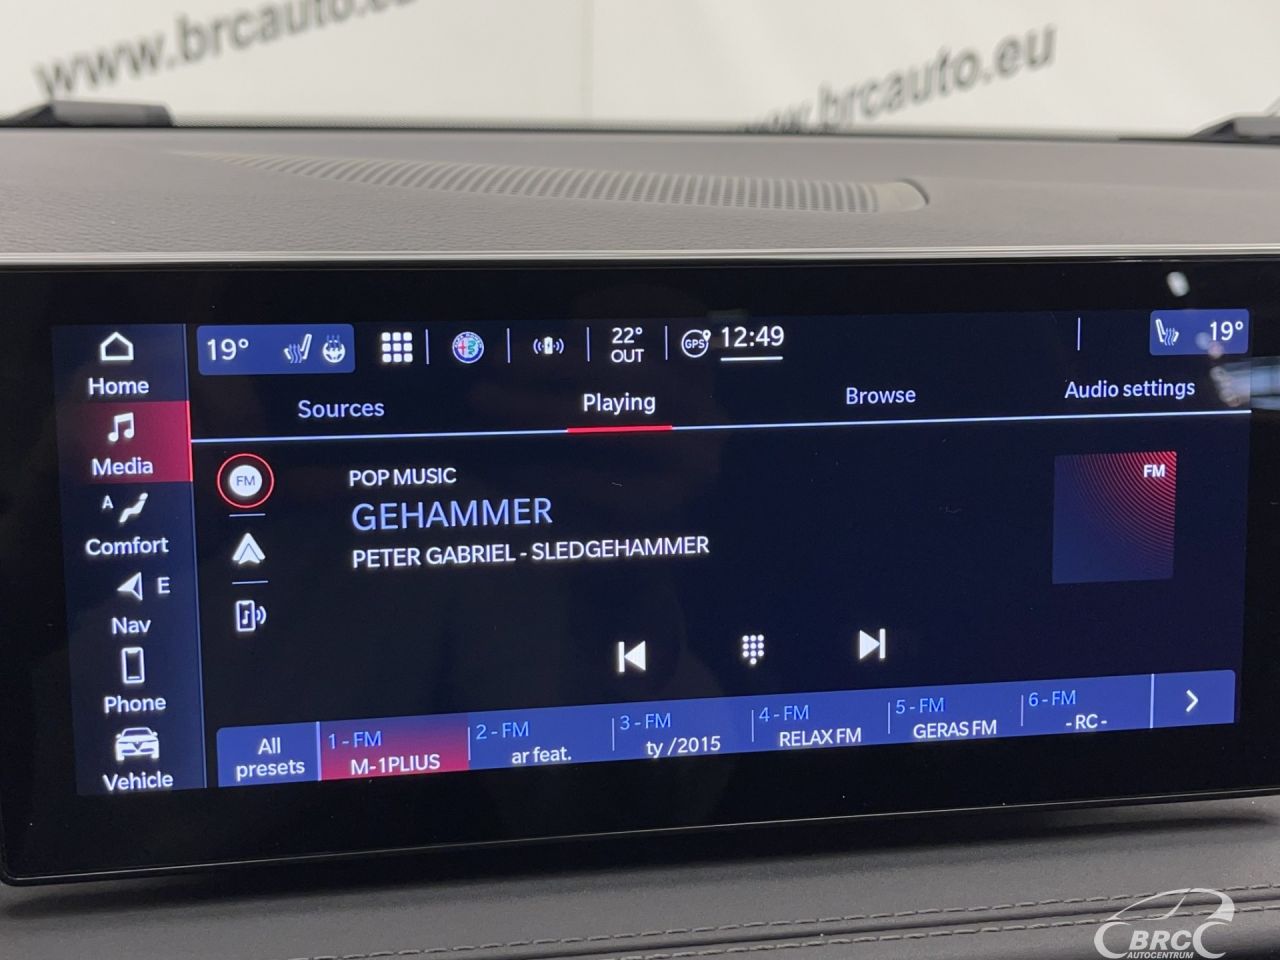 www.brcauto.eu
www.brcauto.eu
19°
22°
OUT
GPS
12:49
19°
Home
Media
A
Comfort
E
Nav
Phone
Vehicle
Sources
Playing
Browse
Audio settings
FM
POP MUSIC
GEHAMMER
PETER GABRIEL - SLEDGEHAMMER
FM
All
presets
1 - FM
M-1PLIUS
2 - FM
ar feat.
3 - FM
ty /2015
4 - FM
RELAX FM
5 - FM
GERAS FM
6 - FM
- RC -
BRC
AUTOCENTRUM